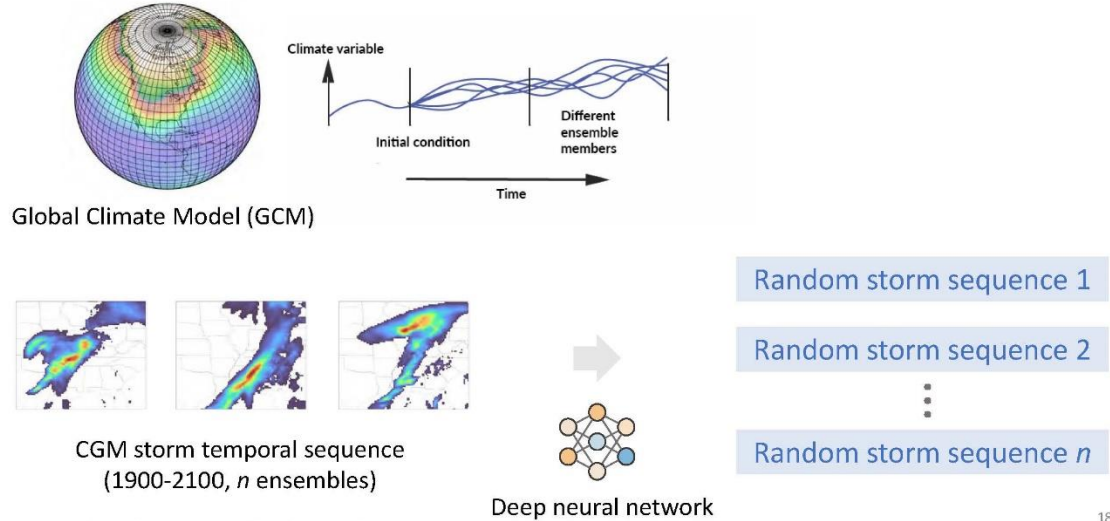 Climate variable
Initial condition
Different
ensemble
members
Time
Global Climate Model (GCM)
Random storm sequence 1
Random storm sequence 2
Random storm sequence n
CGM storm temporal sequence
(1900-2100, n ensembles)
Deep neural network
18